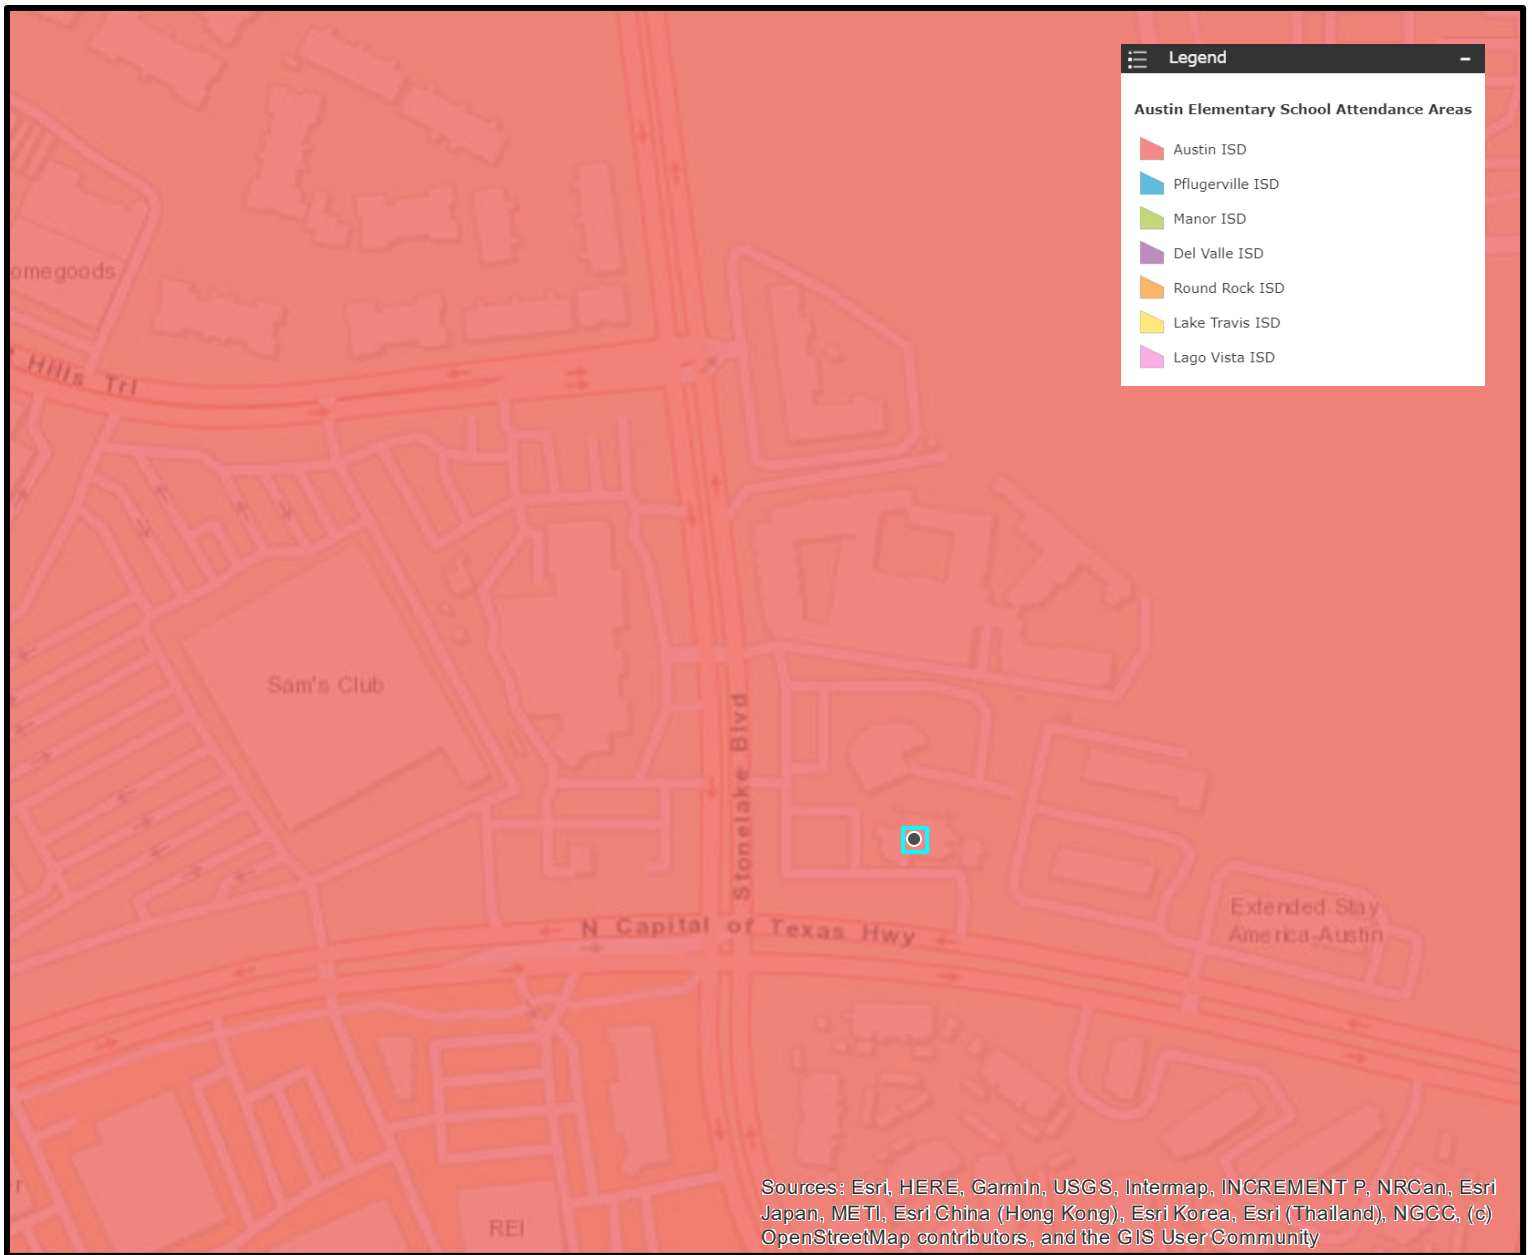 Legend
Austin Elementary School Attendance Areas
Austin ISD
Pflugerville ISD
Manor ISD
Del Valle ISD
Round Rock ISD
Lake Travis ISD
Lago Vista ISD
omegoods
Hills Trl
Sam's Club
Stonelake Blvd
N Capital of Texas Hwy
Extended Stay
America-Austin
r
REI
Sources: Esri, HERE, Garmin, USGS, Intermap, INCREMENT P, NRCan, Esri
Japan, METI, Esri China (Hong Kong), Esri Korea, Esri (Thailand), NGCC, (c)
OpenStreetMap contributors, and the GIS User Community